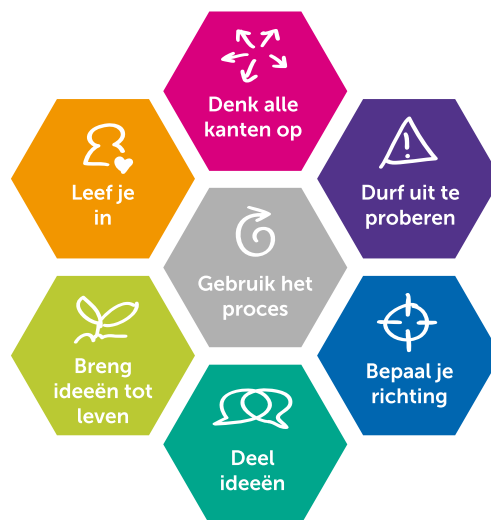 Denk alle
kanten op
Leef je
in
Durf uit te
proberen
Gebruik het
proces
Breng
ideeën tot
leven
Bepaal je
richting
Deel
ideeën